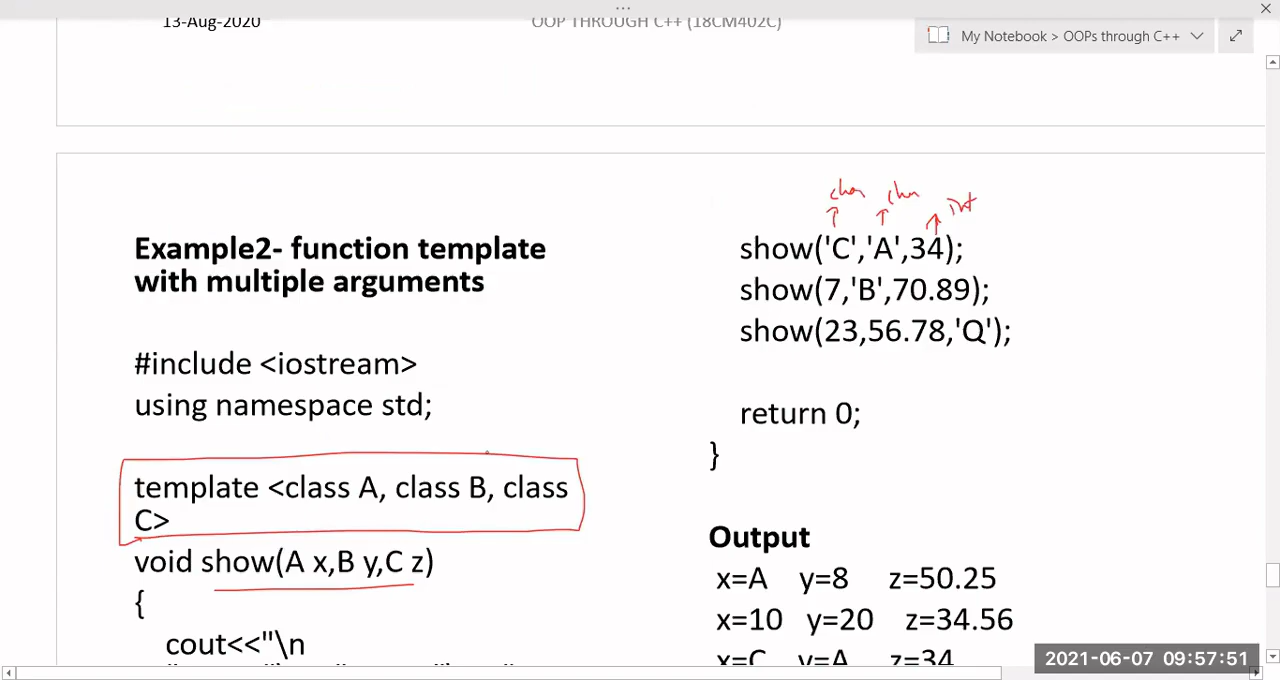 13-Aug-2020
OOP THROUGH C++ (18CM402C)
My Notebook > OOPs through C++
Example2- function template
with multiple arguments
#include <iostream>
using namespace std;
template <class A, class B, class
C>
void show(A x,B y,C z)
{
cout<<"\n
char char int
show('C','A',34);
show(7,'B',70.89);
show(23,56.78,'Q');
return 0;
}
Output
x=A y=8 z=50.25
x=10 y=20 z=34.56
x=C y=A z=34
2021-06-07 09:57:51